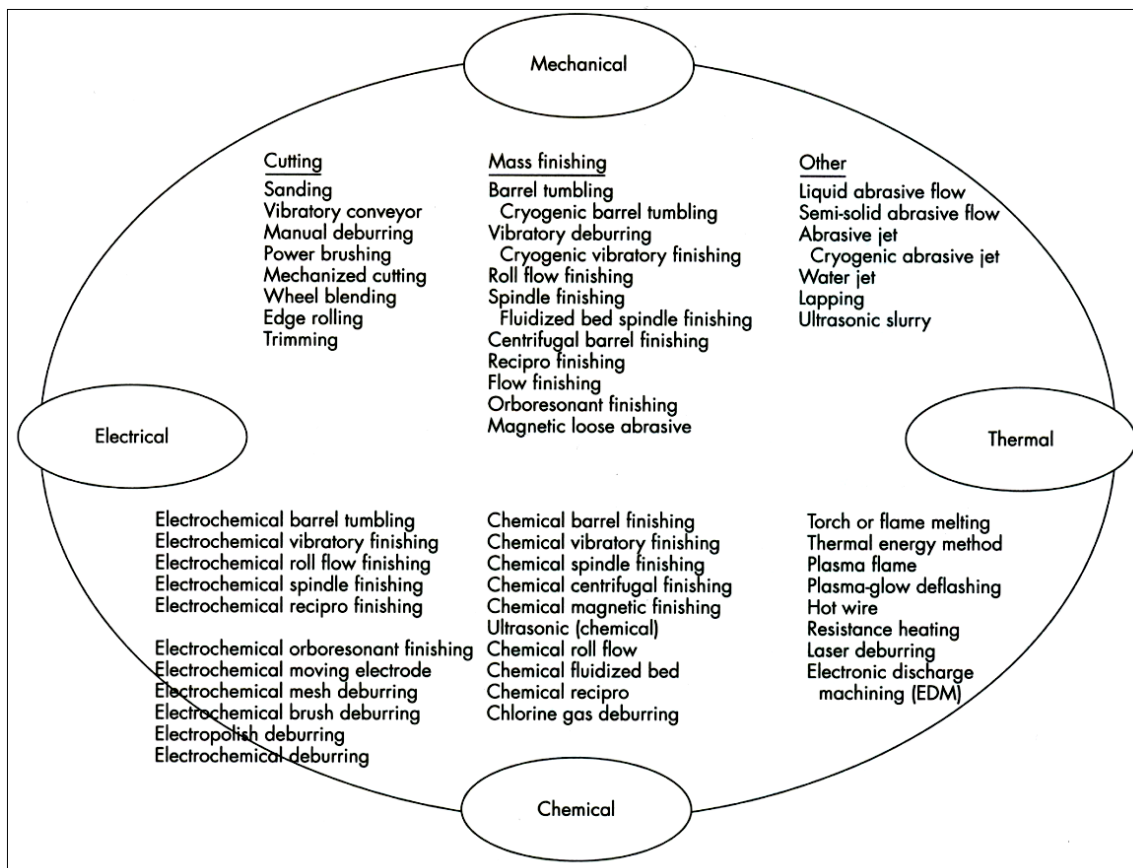 Mechanical
Cutting
Sanding
Vibratory conveyor
Manual deburring
Power brushing
Mechanized cutting
Wheel blending
Edge rolling
Trimming
Mass finishing
Barrel tumbling
Cryogenic barrel tumbling
Vibratory deburring
Cryogenic vibratory finishing
Roll flow finishing
Spindle finishing
Fluidized bed spindle finishing
Centrifugal barrel finishing
Recipro finishing
Flow finishing
Orboresonant finishing
Magnetic loose abrasive
Other
Liquid abrasive flow
Semi-solid abrasive flow
Abrasive jet
Cryogenic abrasive jet
Water jet
Lapping
Ultrasonic slurry
Electrical
Thermal
Electrochemical barrel tumbling
Electrochemical vibratory finishing
Electrochemical roll flow finishing
Electrochemical spindle finishing
Electrochemical recipro finishing
Electrochemical orboresonant finishing
Electrochemical moving electrode
Electrochemical mesh deburring
Electrochemical brush deburring
Electropolish deburring
Electrochemical deburring
Chemical barrel finishing
Chemical vibratory finishing
Chemical spindle finishing
Chemical centrifugal finishing
Chemical magnetic finishing
Ultrasonic (chemical)
Chemical roll flow
Chemical fluidized bed
Chemical recipro
Chlorine gas deburring
Torch or flame melting
Thermal energy method
Plasma flame
Plasma-glow deflashing
Hot wire
Resistance heating
Laser deburring
Electronic discharge
machining (EDM)
Chemical